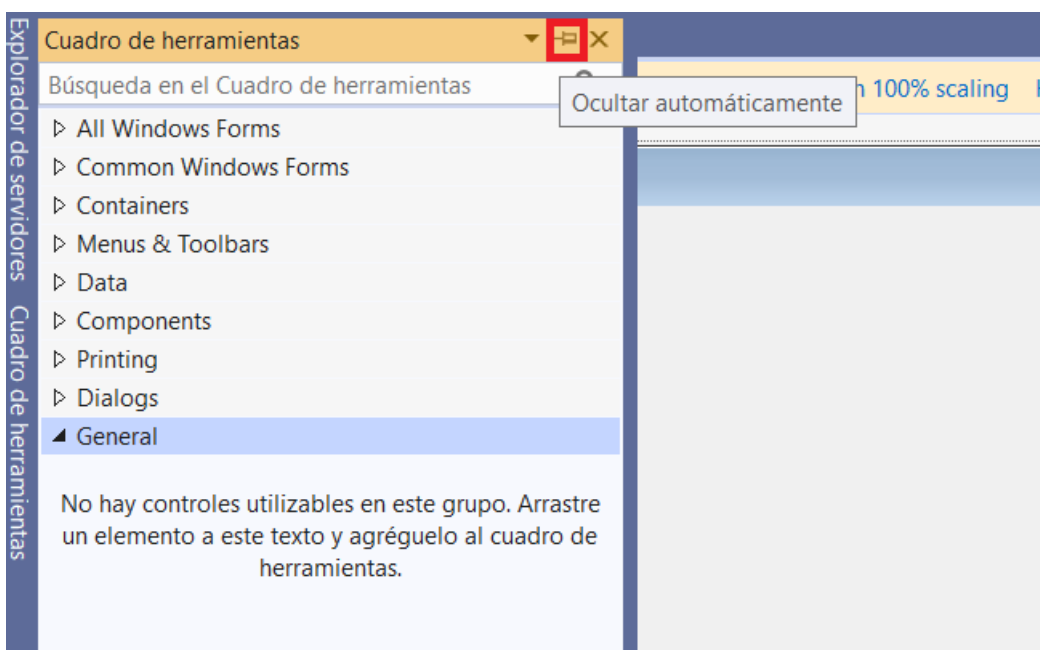 Explorador de servidores
Cuadro de herramientas
Cuadro de herramientas
Búsqueda en el Cuadro de herramientas
Ocultar automáticamente
100% scaling
All Windows Forms
Common Windows Forms
Containers
Menus & Toolbars
Data
Components
Printing
Dialogs
General
No hay controles utilizables en este grupo. Arrastre
un elemento a este texto y agréguelo al cuadro de
herramientas.